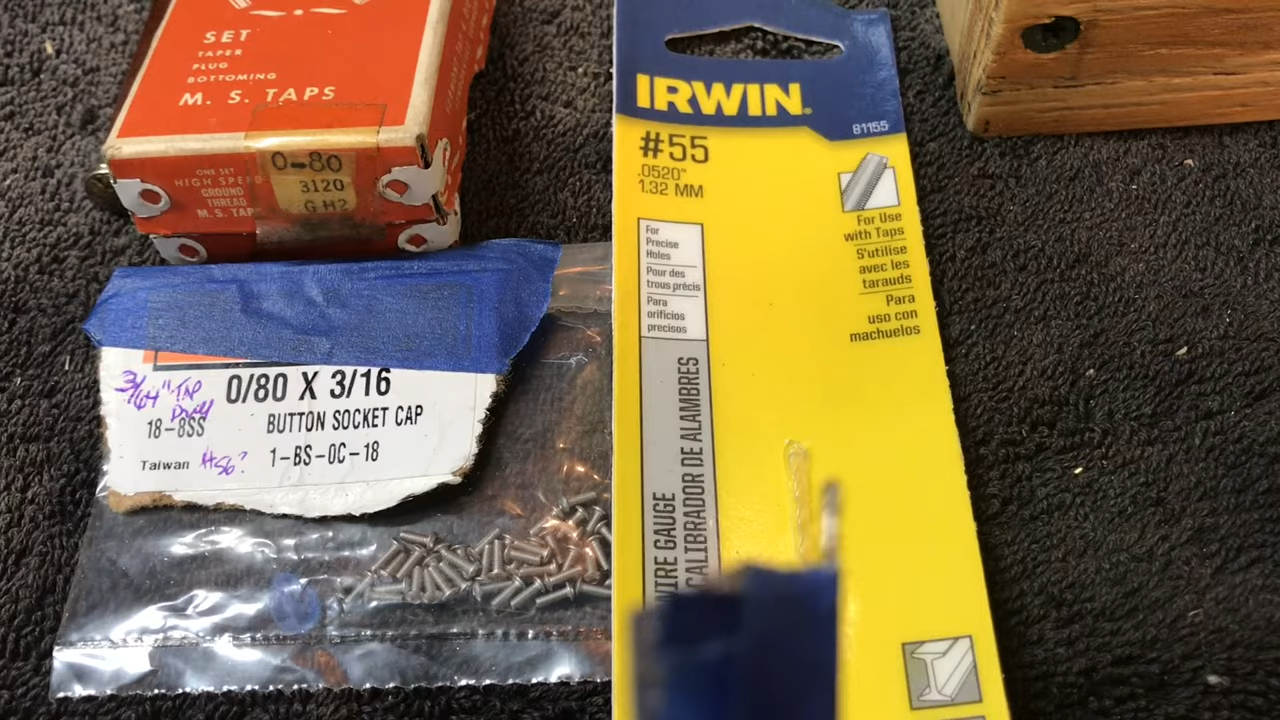 SET
TAPER
PLUG
BOTTOMING
M. S. TAPS
ONE SET
HIGH SPEED
GROUND
THREAD
M. S. TAP
0-80
3120
G H2
3/64" TAP
Drill
0/80 X 3/16
18-8SS
BUTTON SOCKET CAP
Taiwan
#56?
1-BS-0C-18
IRWIN
81155
#55
.0520"
1.32 MM
For
Precise
Holes
Pour des
trous précis
Para
orificios
precisos
For Use
with Taps
S'utilise
avec les
tarauds
Para
uso con
machuelos
WIRE GAUGE
CALIBRADOR DE ALAMBRES